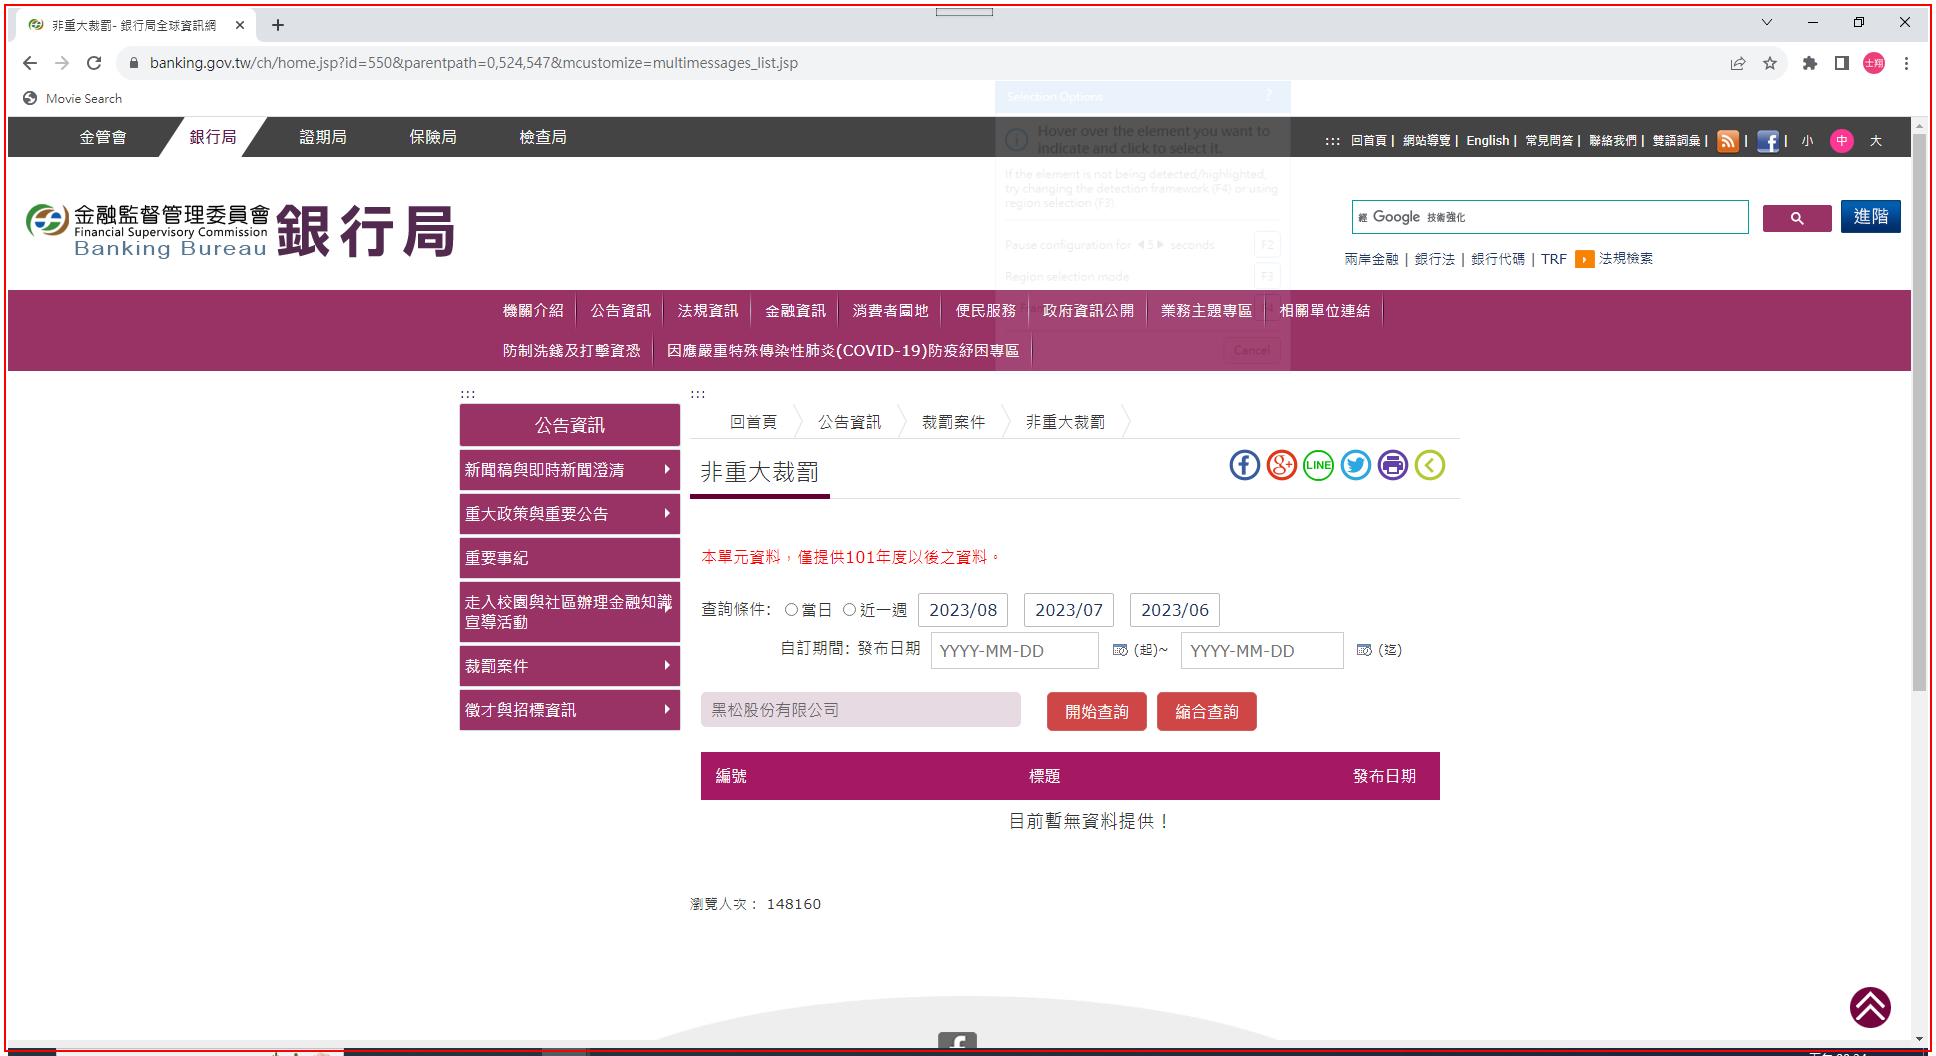 非重大裁罰- 銀行局全球資訊網
banking.gov.tw/ch/home.jsp?id=550&parentpath=0,524,547&mcustomize=multimessages_list.jsp
士翔
Movie Search
Selection Options ?
Hover over the element you want to
indicate and click to select it.
If the element is not being detected/highlighted,
try changing the detection framework (F4) or using
region selection (F3)
Pause configuration for 5 seconds F2
Region selection mode F3
Cancel
金管會 銀行局 證期局 保險局 檢查局
::: 回首頁 | 網站導覽 | English | 常見問答 | 聯絡我們 | 雙語詞彙 | | | 小 中 大
金融監督管理委員會 銀行局
Financial Supervisory Commission
Banking Bureau
經 Google 技術強化
進階
兩岸金融 | 銀行法 | 銀行代碼 | TRF 法規檢索
機關介紹 公告資訊 法規資訊 金融資訊 消費者園地 便民服務 政府資訊公開 業務主題專區 相關單位連結
防制洗錢及打擊資恐 因應嚴重特殊傳染性肺炎(COVID-19)防疫紓困專區
:::
公告資訊
新聞稿與即時新聞澄清
重大政策與重要公告
重要事紀
走入校園與社區辦理金融知識
宣導活動
裁罰案件
徵才與招標資訊
:::
回首頁 公告資訊 裁罰案件 非重大裁罰
非重大裁罰
LINE
本單元資料，僅提供101年度以後之資料。
查詢條件: 當日 近一週 2023/08 2023/07 2023/06
自訂期間: 發布日期 YYYY-MM-DD (起)~ YYYY-MM-DD (迄)
黑松股份有限公司 開始查詢 縮合查詢
編號 標題 發布日期
目前暫無資料提供！
瀏覽人次： 148160